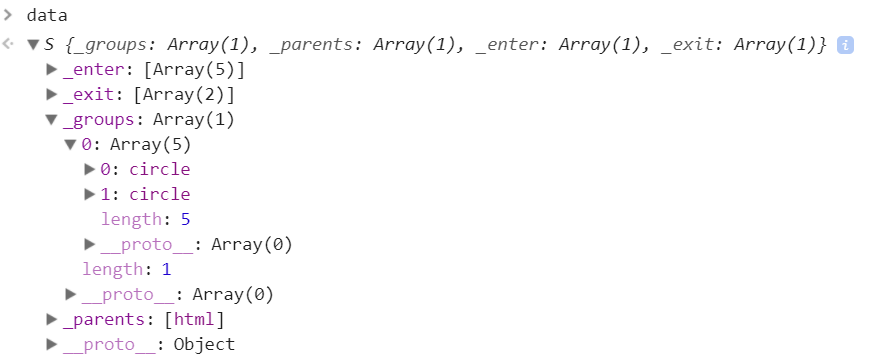 data
S {_groups: Array(1), _parents: Array(1), _enter: Array(1), _exit: Array(1)} i
_enter: [Array(5)]
_exit: [Array(2)]
_groups: Array(1)
0: Array(5)
0: circle
1: circle
length: 5
__proto__: Array(0)
length: 1
__proto__: Array(0)
_parents: [html]
__proto__: Object